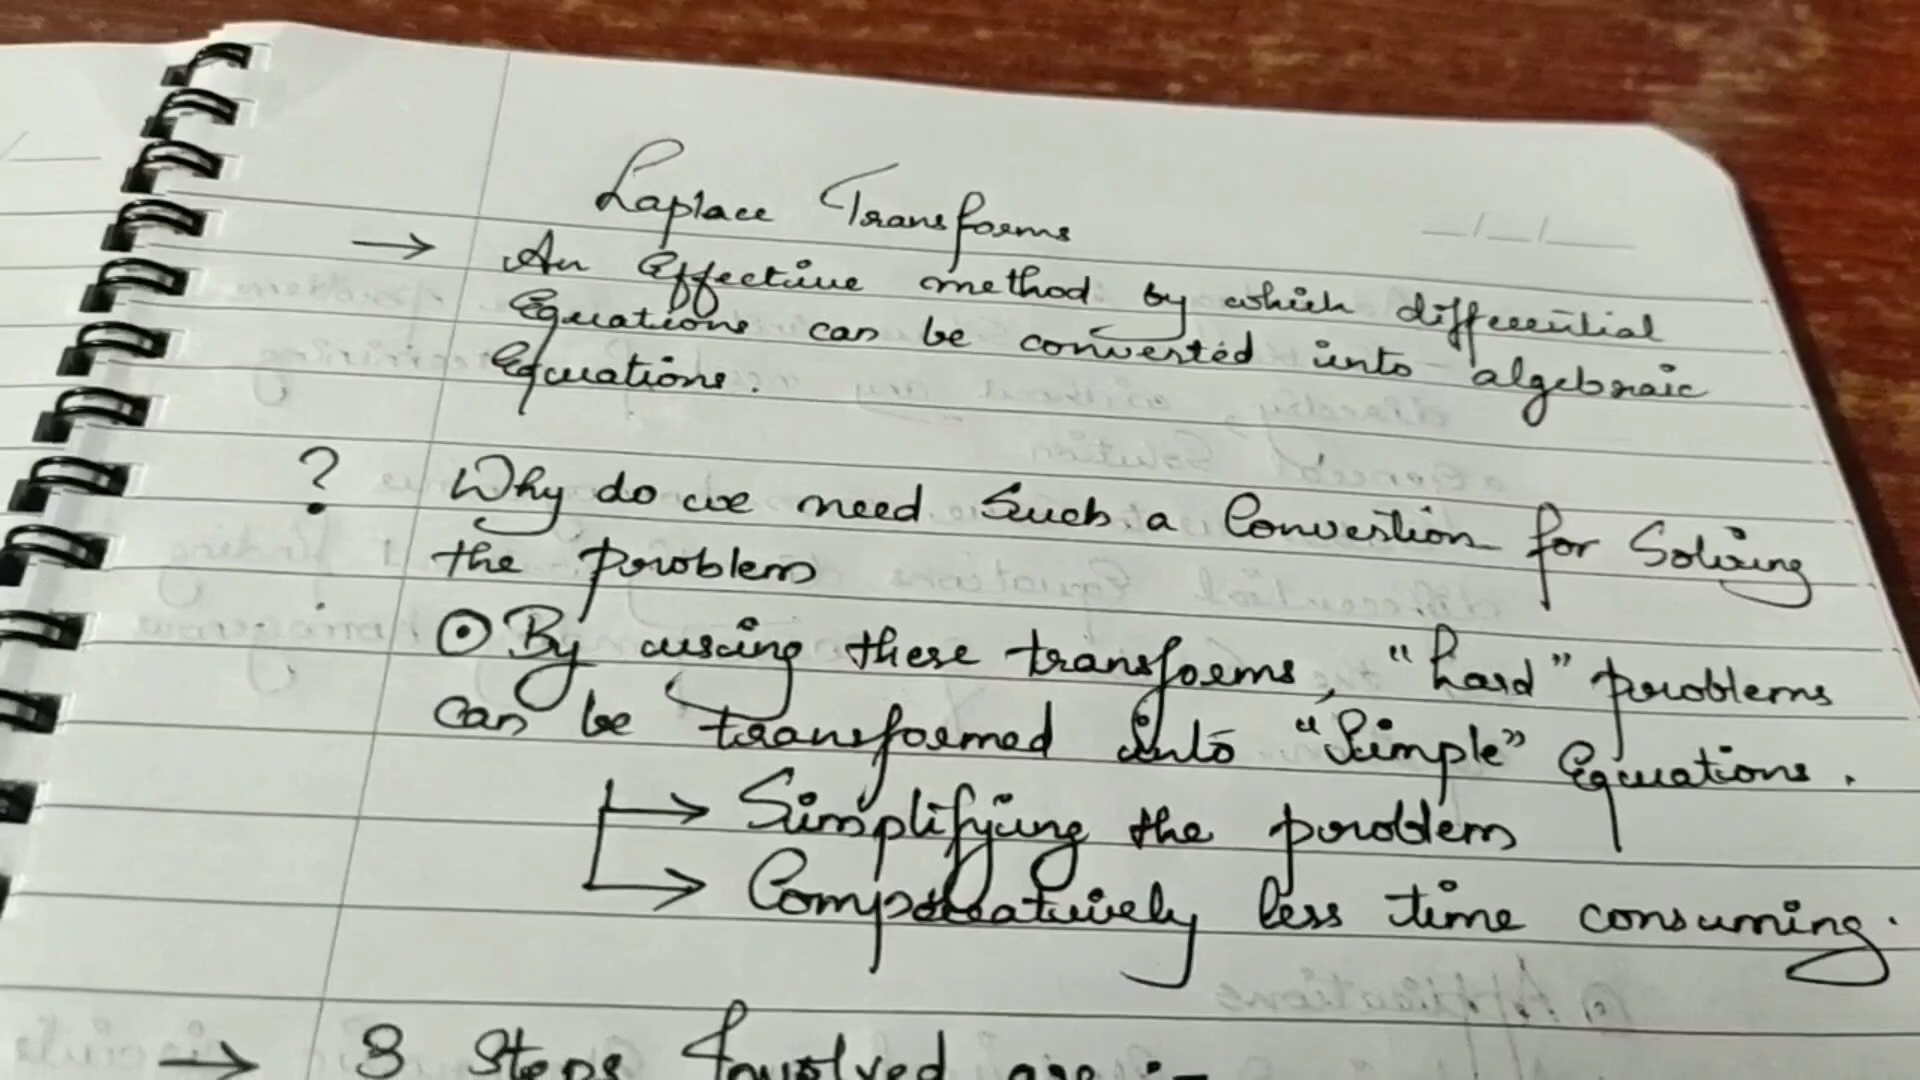 Laplace Transforms
→ An Effective method by which differential
Equations can be converted into algebraic
Equations.
? Why do we need Such a Convertion for Solving
the problem
⊙ By using these transforms, "hard" problems
can be transformed into "Simple" Equations.
→ Simplifying the problem
→ Comparatively less time consuming.
→ 3 Steps Involved are :-